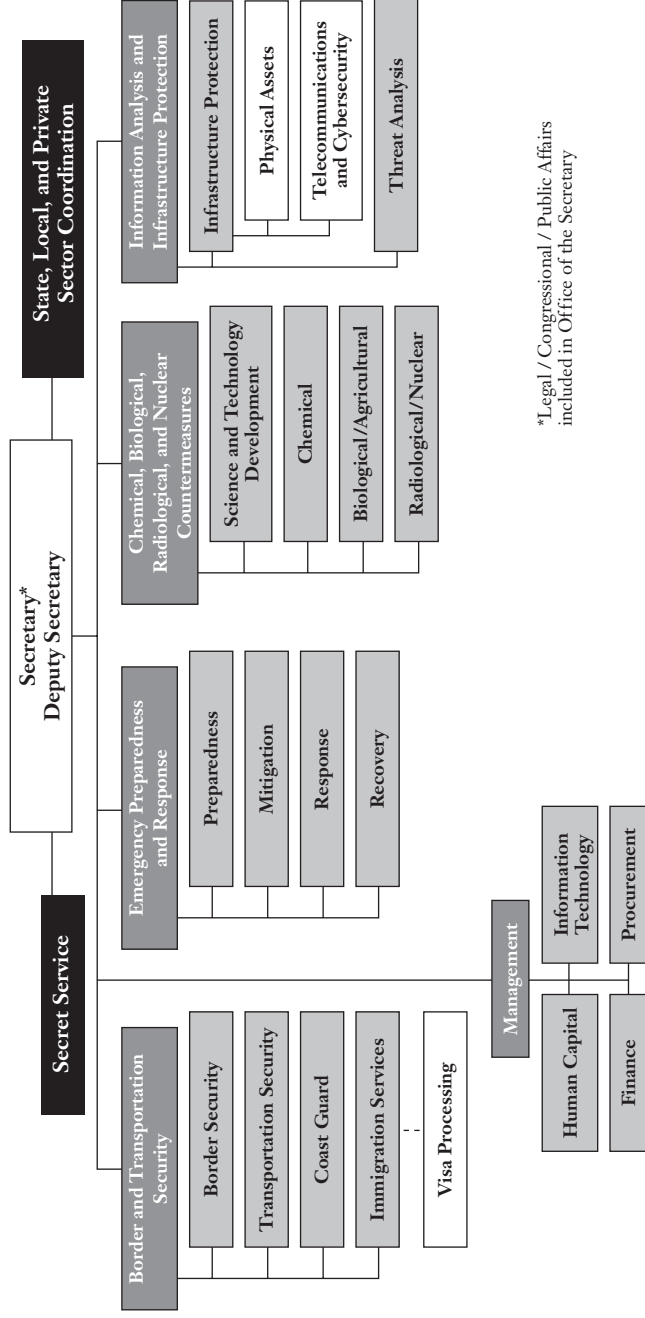 Secret Service
Secretary*
Deputy Secretary
State, Local, and Private
Sector Coordination
Border and Transportation
Security
Border Security
Transportation Security
Coast Guard
Immigration Services
Visa Processing
Emergency Preparedness
and Response
Preparedness
Mitigation
Response
Recovery
Chemical, Biological,
Radiological, and Nuclear
Countermeasures
Science and Technology
Development
Chemical
Biological/Agricultural
Radiological/Nuclear
Information Analysis and
Infrastructure Protection
Infrastructure Protection
Physical Assets
Telecommunications
and Cybersecurity
Threat Analysis
Management
Human Capital
Information
Technology
Finance
Procurement
*Legal / Congressional / Public Affairs
included in Office of the Secretary